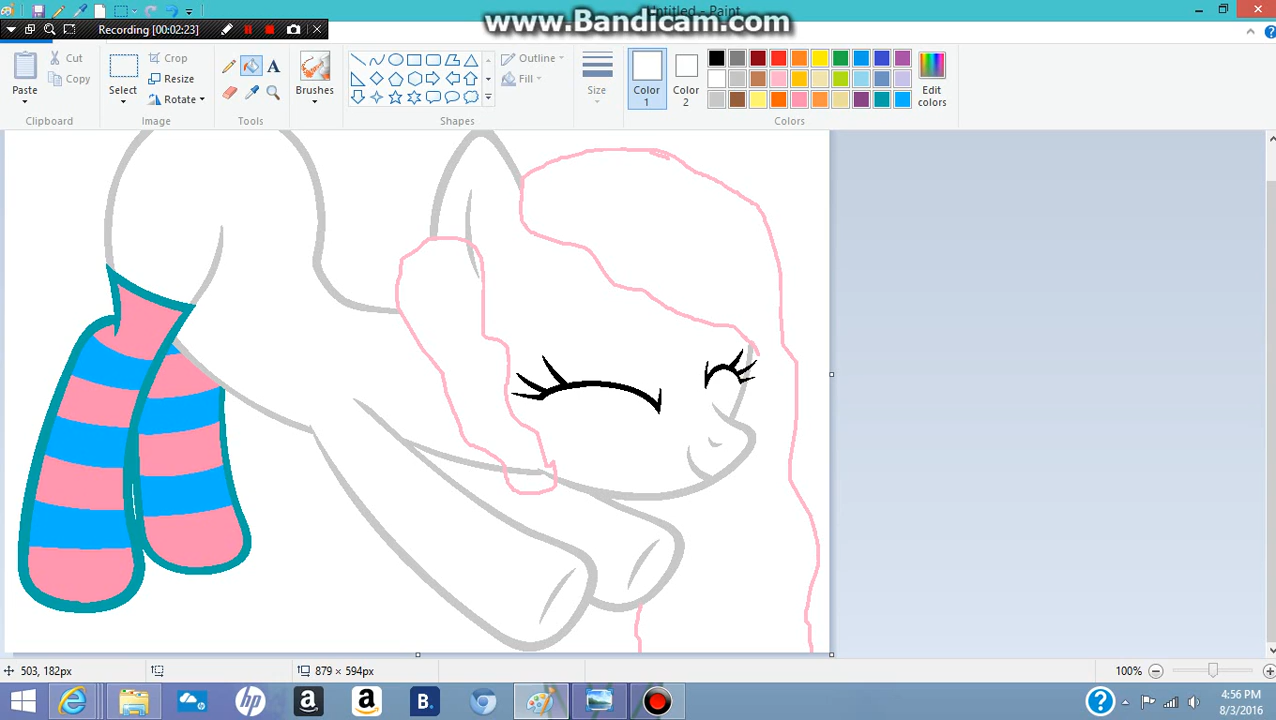 www.Bandicam.com
Untitled - Paint
Recording [00:02:23]
Paste
Cut
Copy
Clipboard
Select
Crop
Resize
Rotate
Image
A
Tools
Brushes
Outline
Fill
Shapes
Size
Color 1
Color 2
Edit colors
Colors
503, 182px
879 × 594px
100%
hp
a
a
B.
4:56 PM
8/3/2016